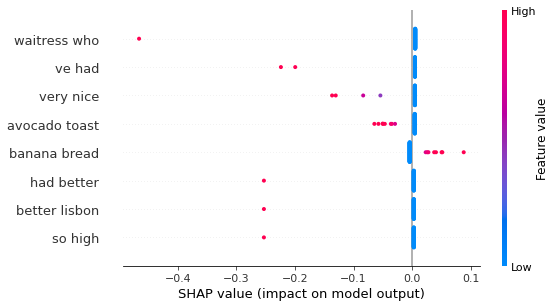 High
waitress who
ve had
very nice
avocado toast
banana bread
had better
better lisbon
so high
Feature value
Low
−0.4 −0.3 −0.2 −0.1 0.0 0.1
SHAP value (impact on model output)